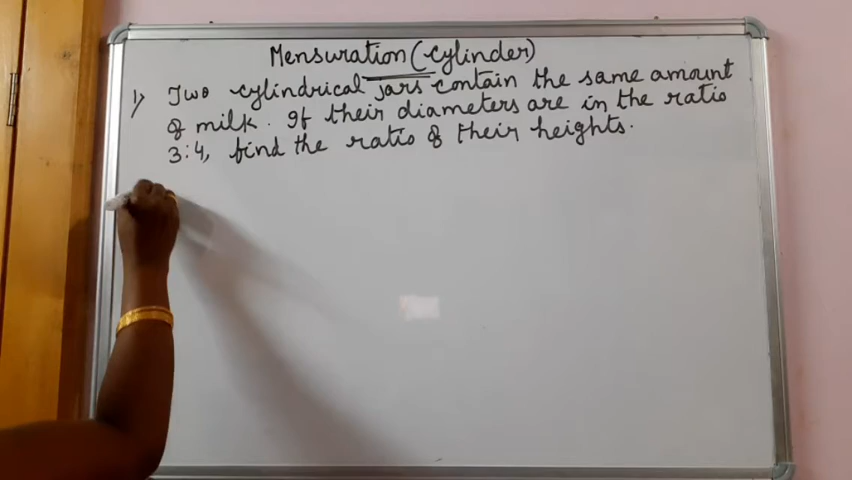 Mensuration (Cylinder)
1) Two cylindrical jars contain the same amount
of milk. If their diameters are in the ratio
3:4, find the ratio of their heights.